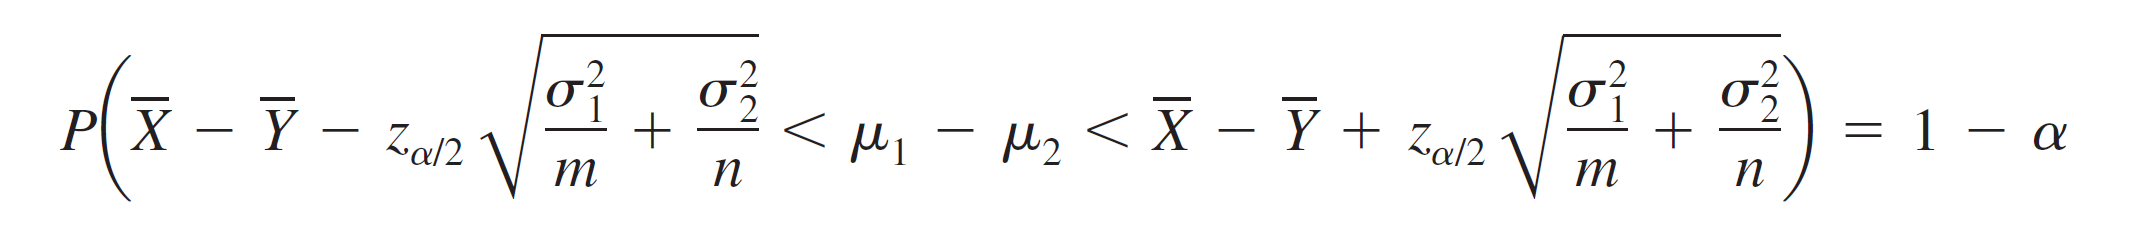 P(X̅ − Y̅ − z_{α/2} √(σ₁²/m + σ₂²/n) < μ₁ − μ₂ < X̅ − Y̅ + z_{α/2} √(σ₁²/m + σ₂²/n)) = 1 − α